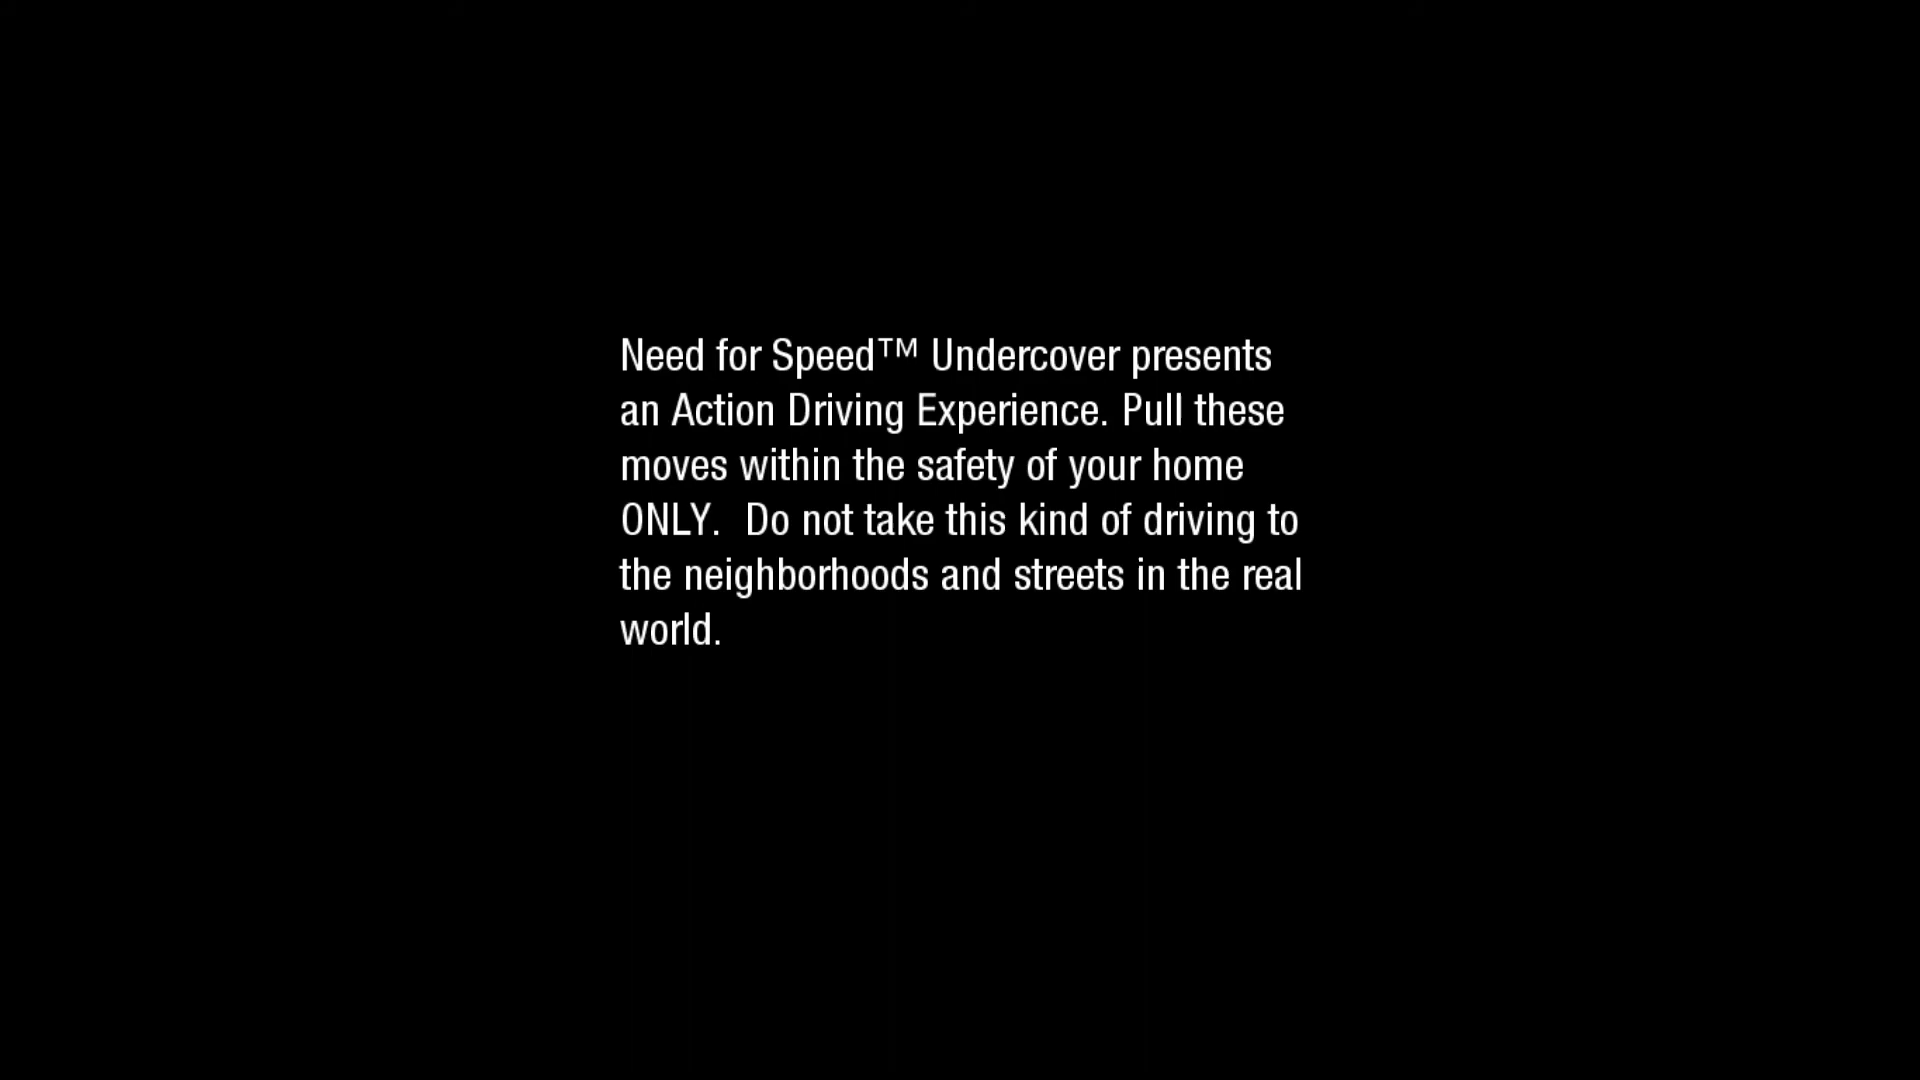 Need for Speed™ Undercover presents
an Action Driving Experience. Pull these
moves within the safety of your home
ONLY.  Do not take this kind of driving to
the neighborhoods and streets in the real
world.